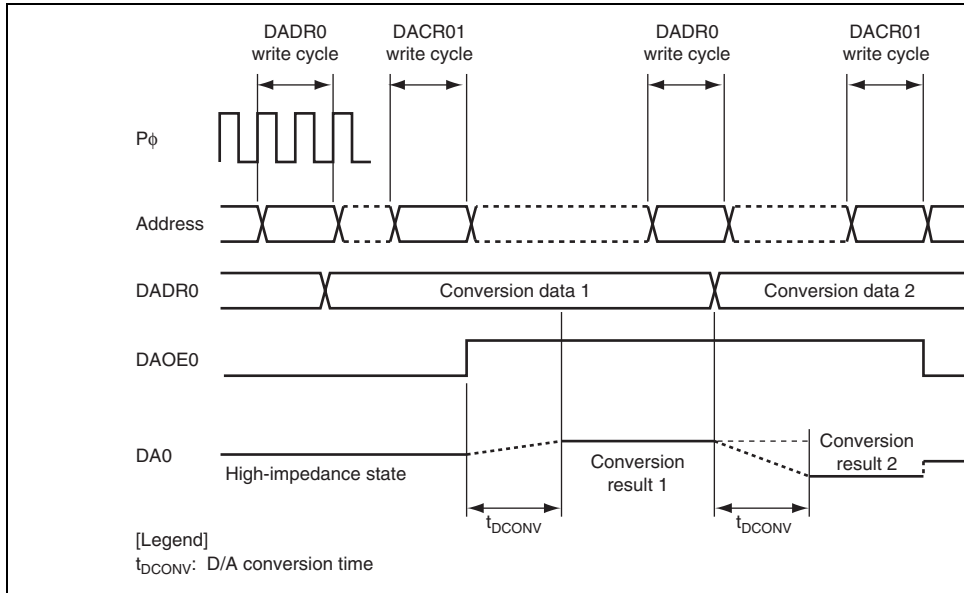 DADR0
write cycle
DACR01
write cycle
DADR0
write cycle
DACR01
write cycle
Pϕ
Address
DADR0
Conversion data 1
Conversion data 2
DAOE0
DA0
High-impedance state
Conversion
result 1
Conversion
result 2
tDCONV
tDCONV
[Legend]
tDCONV: D/A conversion time